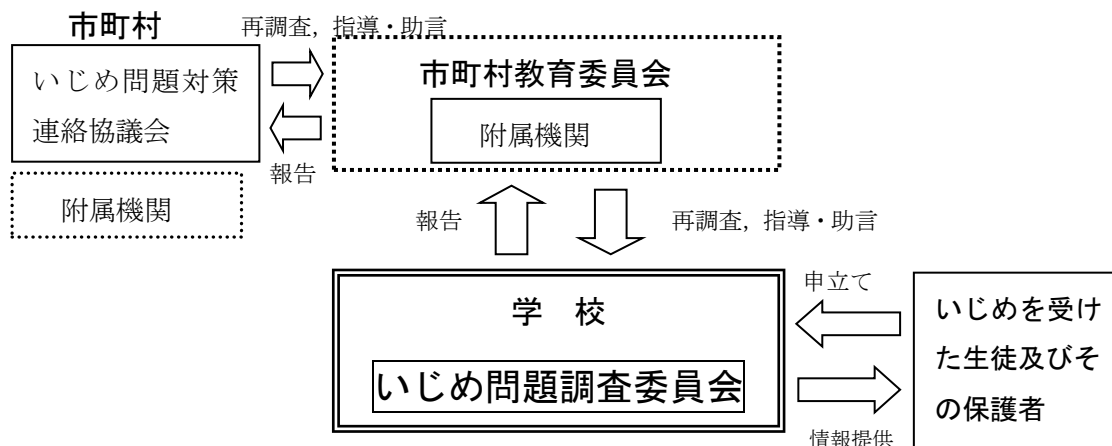 市町村
再調査，指導・助言
いじめ問題対策
連絡協議会
市町村教育委員会
附属機関
報告
附属機関
報告
再調査，指導・助言
学　校
いじめ問題調査委員会
申立て
情報提供
いじめを受け
た生徒及びそ
の保護者